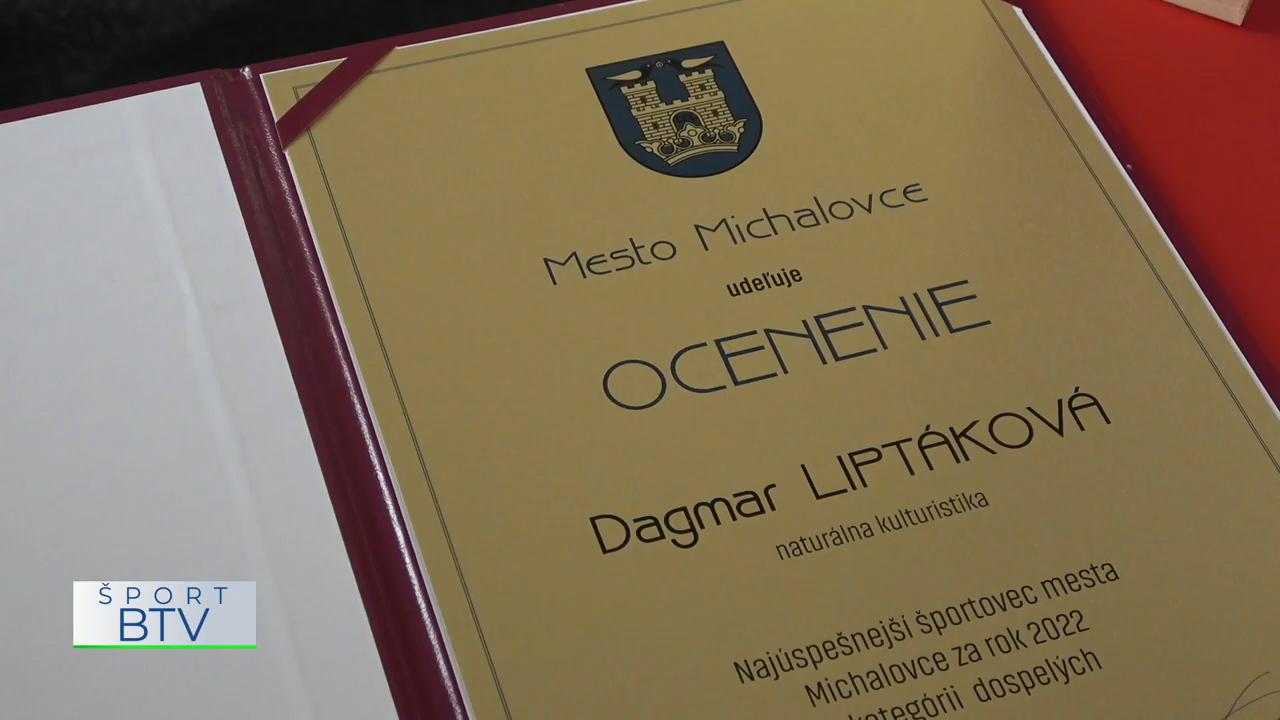 Mesto Michalovce
udeľuje
OCENENIE
Dagmar LIPTÁKOVÁ
naturálna kulturistika
Najúspešnejší športovec mesta
Michalovce za rok 2022
kategórii dospelých
ŠPORT
BTV